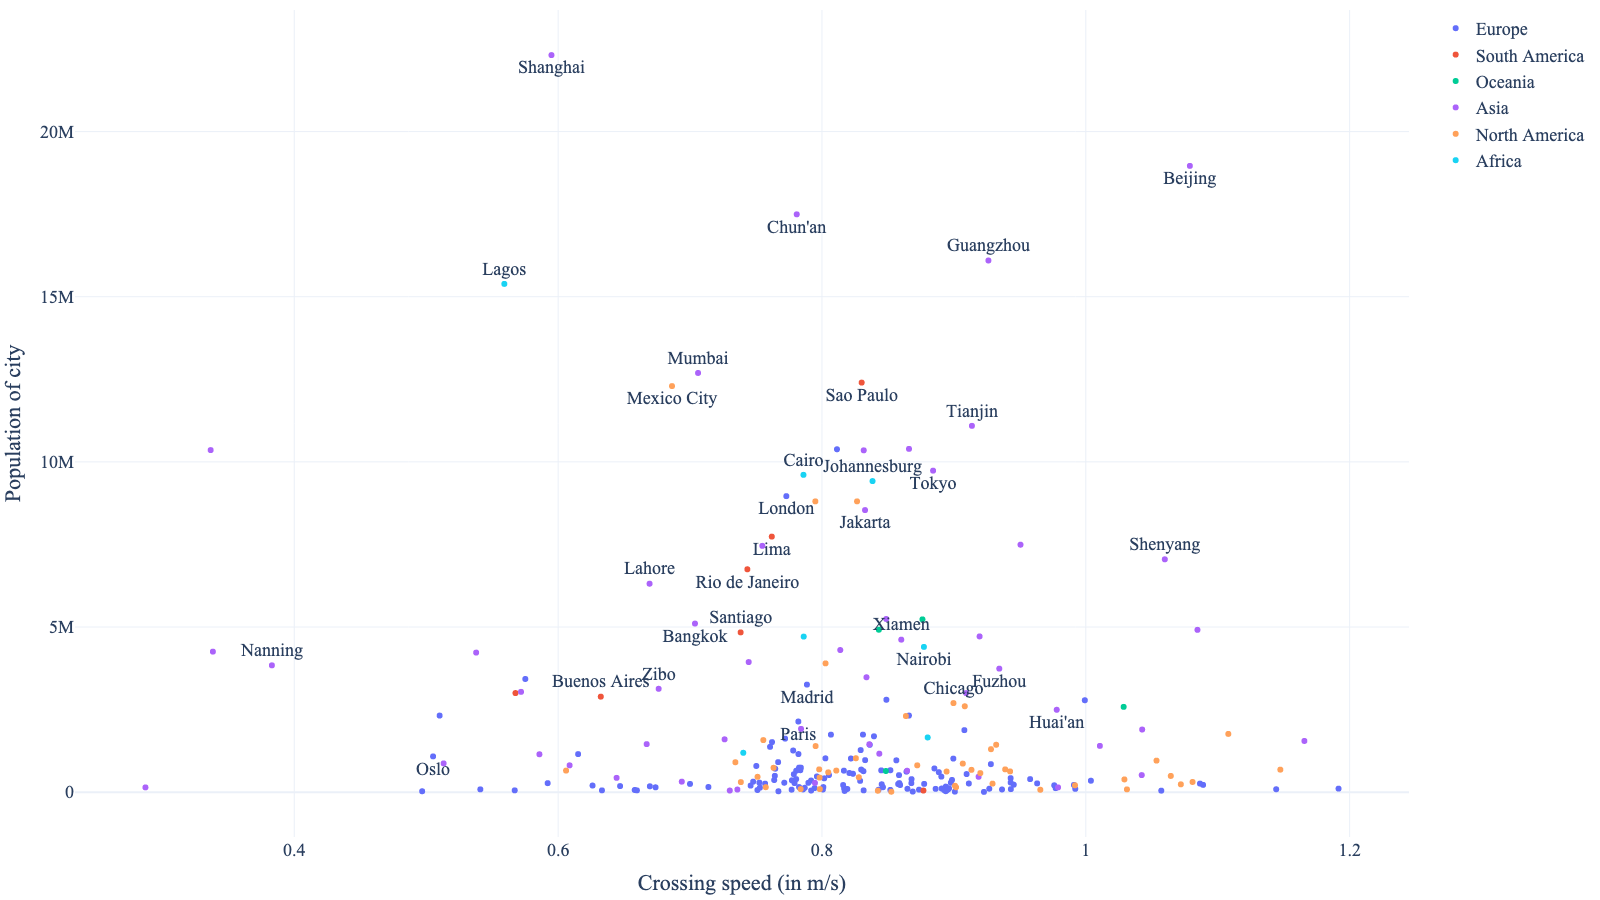 Europe
South America
Oceania
Asia
North America
Africa
Population of city
20M
15M
10M
5M
0
Shanghai
Beijing
Chun'an
Guangzhou
Lagos
Mumbai
Mexico City
Sao Paulo
Tianjin
Cairo
Johannesburg
Tokyo
London
Jakarta
Lima
Shenyang
Lahore
Rio de Janeiro
Santiago
Bangkok
Xiamen
Nanning
Nairobi
Zibo
Buenos Aires
Madrid
Chicago
Fuzhou
Huai'an
Paris
Oslo
0.4
0.6
0.8
1
1.2
Crossing speed (in m/s)